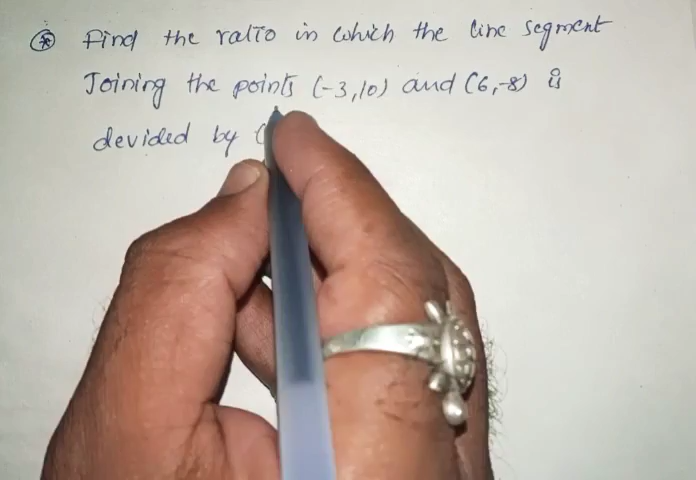 * Find the ratio in which the line segment
Joining the points (-3,10) and (6,-8) is
devided by (